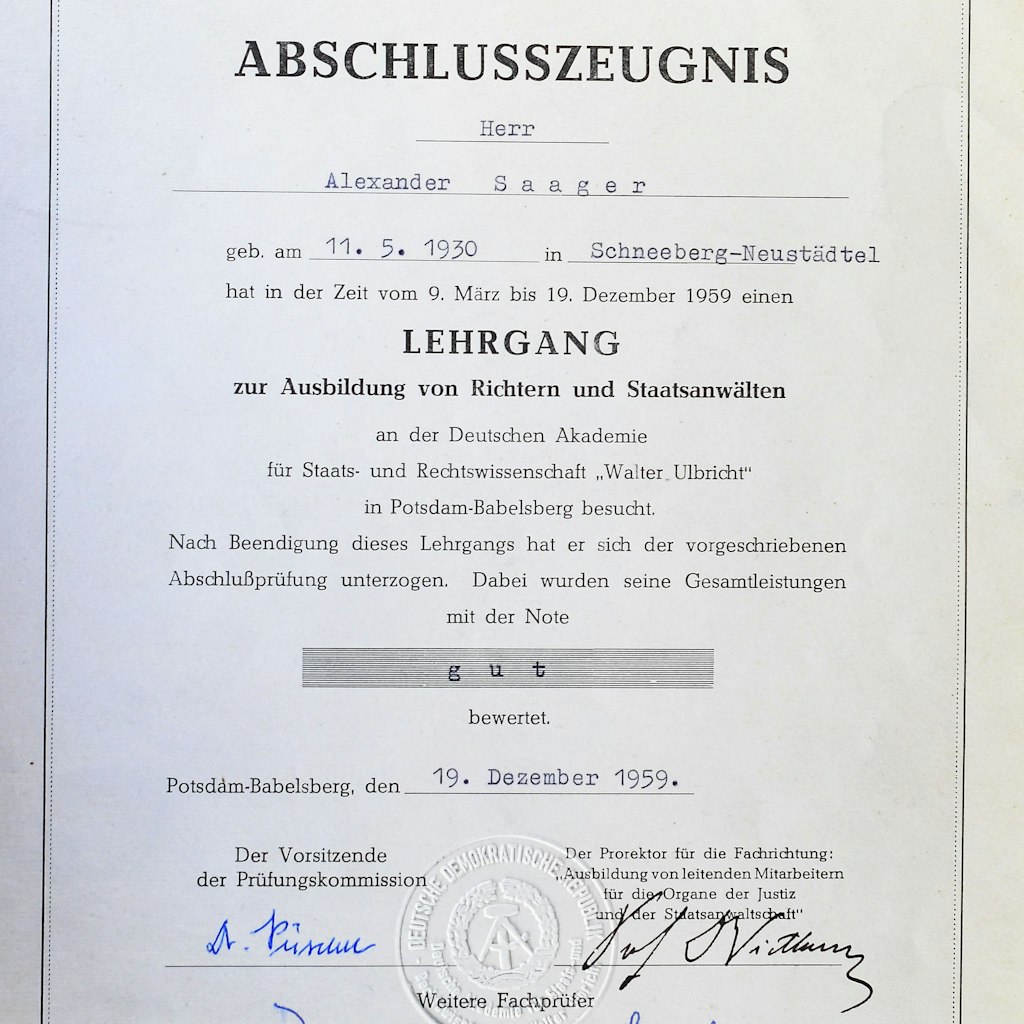 ABSCHLUSSZEUGNIS
Herr
Alexander S a a g e r
geb. am 11. 5. 1930 in Schneeberg-Neustädtel
hat in der Zeit vom 9. März bis 19. Dezember 1959 einen
LEHRGANG
zur Ausbildung von Richtern und Staatsanwälten
an der Deutschen Akademie
für Staats- und Rechtswissenschaft „Walter Ulbricht“
in Potsdam-Babelsberg besucht.
Nach Beendigung dieses Lehrgangs hat er sich der vorgeschriebenen
Abschlußprüfung unterzogen. Dabei wurden seine Gesamtleistungen
mit der Note
g u t
bewertet.
Potsdam-Babelsberg, den 19. Dezember 1959.
Der Vorsitzende
der Prüfungskommission
Der Prorektor für die Fachrichtung:
„Ausbildung von leitenden Mitarbeitern
für die Organe der Justiz
und der Staatsanwaltschaft“
DEUTSCHE DEMOKRATISCHE REPUBLIK
Dr.
Prof
Weitere Fachprüfer